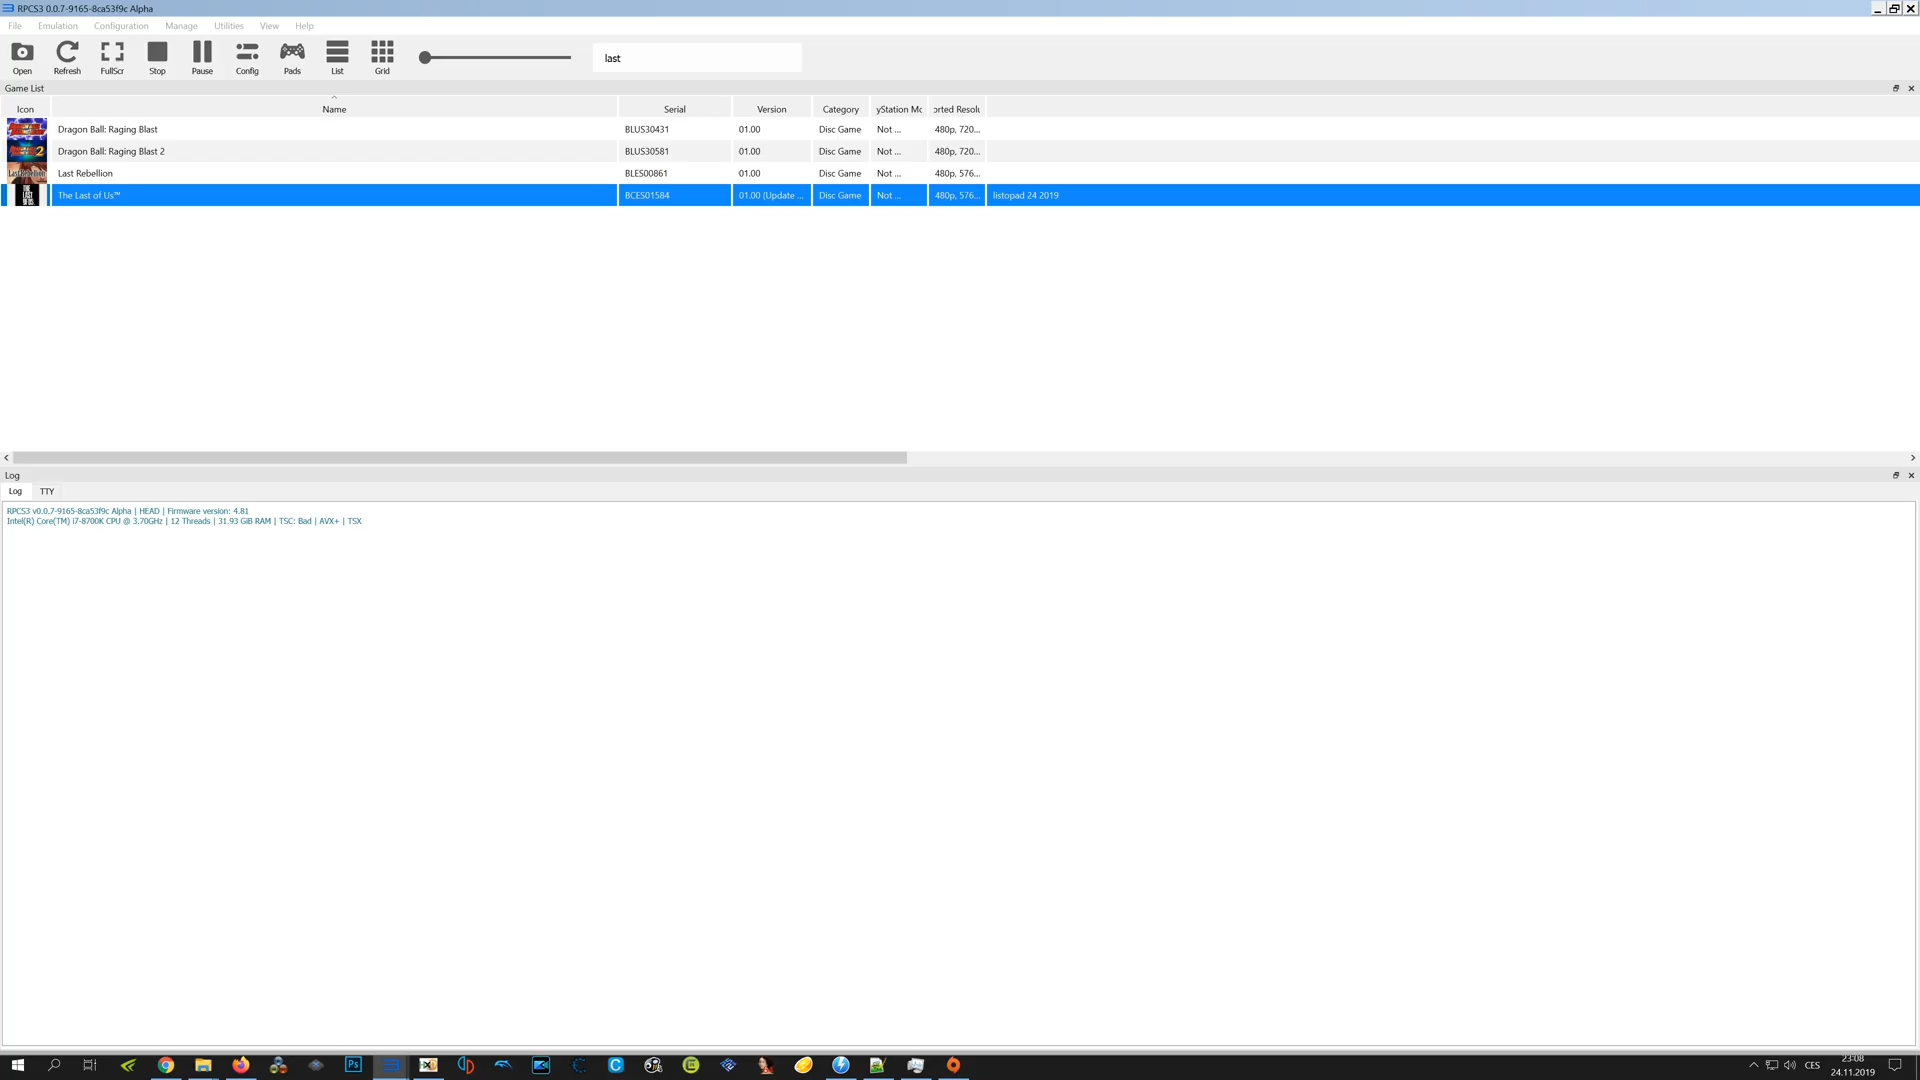 RPCS3 0.0.7-9165-8ca53f9c Alpha
File Emulation Configuration Manage Utilities View Help
Open Refresh FullScr Stop Pause Config Pads List Grid
last
Game List
Icon Name Serial Version Category yStation Mc orted Resolu
Dragon Ball: Raging Blast BLUS30431 01.00 Disc Game Not ... 480p, 720...
Dragon Ball: Raging Blast 2 BLUS30581 01.00 Disc Game Not ... 480p, 720...
Last Rebellion BLES00861 01.00 Disc Game Not ... 480p, 576...
The Last of Us™ BCES01584 01.00 (Update ... Disc Game Not ... 480p, 576... listopad 24 2019
Log
Log TTY
RPCS3 v0.0.7-9165-8ca53f9c Alpha | HEAD | Firmware version: 4.81
Intel(R) Core(TM) i7-8700K CPU @ 3.70GHz | 12 Threads | 31.93 GiB RAM | TSC: Bad | AVX+ | TSX
Ps
CES
23:08
24.11.2019